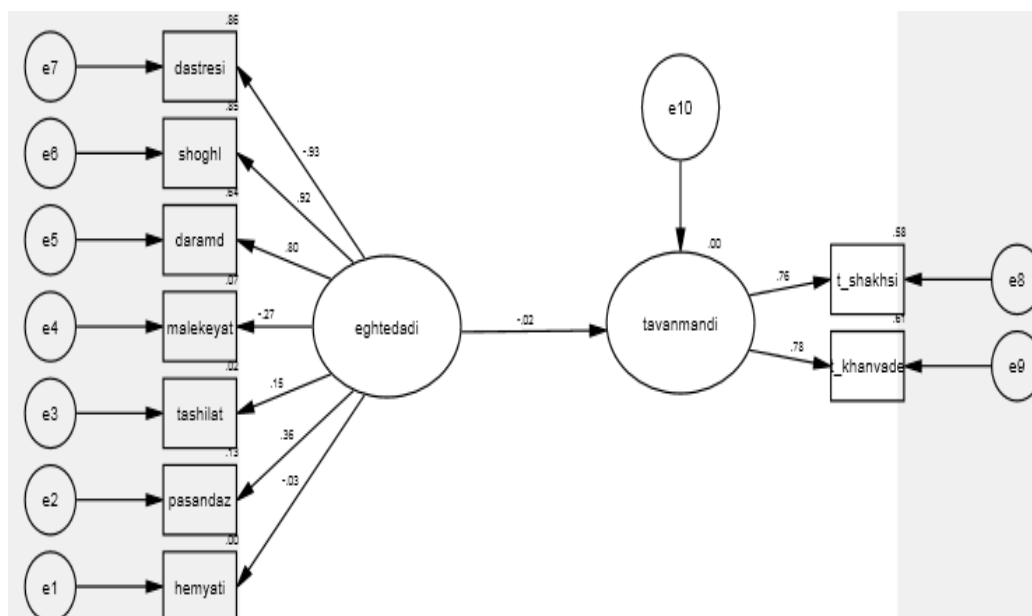 .86
e7
dastresi
.85
e6
shoghl
.64
e5
daramd
.07
e4
malekeyat
.02
e3
tashilat
.13
e2
pasandaz
.00
e1
hemyati
-.93
.92
.80
-.27
.15
.36
-.03
eghtedadi
-.02
e10
.00
tavanmandi
.76
.78
.58
t_shakhsi
e8
.61
t_khanvade
e9